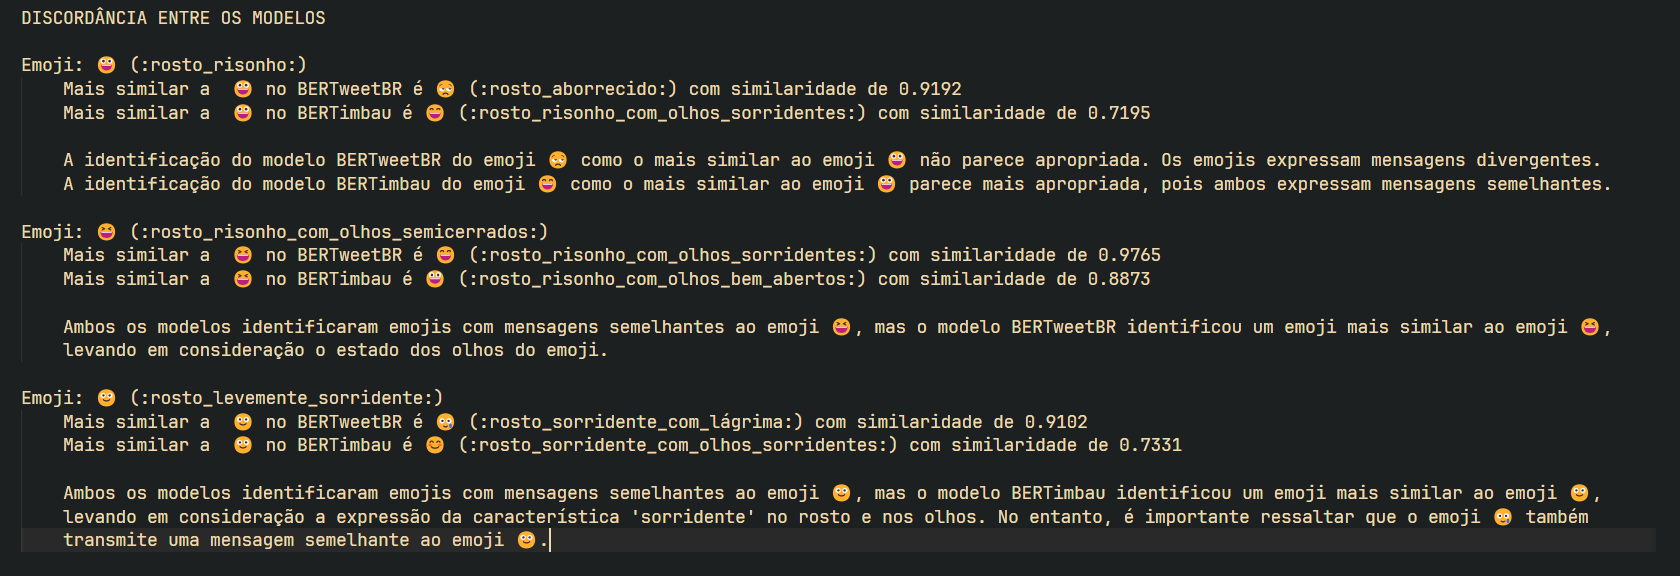 DISCORDÂNCIA ENTRE OS MODELOS
Emoji: 😀 (:rosto_risonho:)
Mais similar a 😀 no BERTweetBR é 😫 (:rosto_aborrecido:) com similaridade de 0.9192
Mais similar a 😀 no BERTimbau é 😄 (:rosto_risonho_com_olhos_sorridentes:) com similaridade de 0.7195
A identificação do modelo BERTweetBR do emoji 😫 como o mais similar ao emoji 😀 não parece apropriada. Os emojis expressam mensagens divergentes.
A identificação do modelo BERTimbau do emoji 😄 como o mais similar ao emoji 😀 parece mais apropriada, pois ambos expressam mensagens semelhantes.
Emoji: 😆 (:rosto_risonho_com_olhos_semicerrados:)
Mais similar a 😆 no BERTweetBR é 😄 (:rosto_risonho_com_olhos_sorridentes:) com similaridade de 0.9765
Mais similar a 😆 no BERTimbau é 😃 (:rosto_risonho_com_olhos_bem_abertos:) com similaridade de 0.8873
Ambos os modelos identificaram emojis com mensagens semelhantes ao emoji 😆, mas o modelo BERTweetBR identificou um emoji mais similar ao emoji 😆,
levando em consideração o estado dos olhos do emoji.
Emoji: 🙂 (:rosto_levemente_sorridente:)
Mais similar a 🙂 no BERTweetBR é 🥲 (:rosto_sorridente_com_lágrima:) com similaridade de 0.9102
Mais similar a 🙂 no BERTimbau é 😊 (:rosto_sorridente_com_olhos_sorridentes:) com similaridade de 0.7331
Ambos os modelos identificaram emojis com mensagens semelhantes ao emoji 🙂, mas o modelo BERTimbau identificou um emoji mais similar ao emoji 🙂,
levando em consideração a expressão da característica 'sorridente' no rosto e nos olhos. No entanto, é importante ressaltar que o emoji 🥲 também
transmite uma mensagem semelhante ao emoji 🙂.